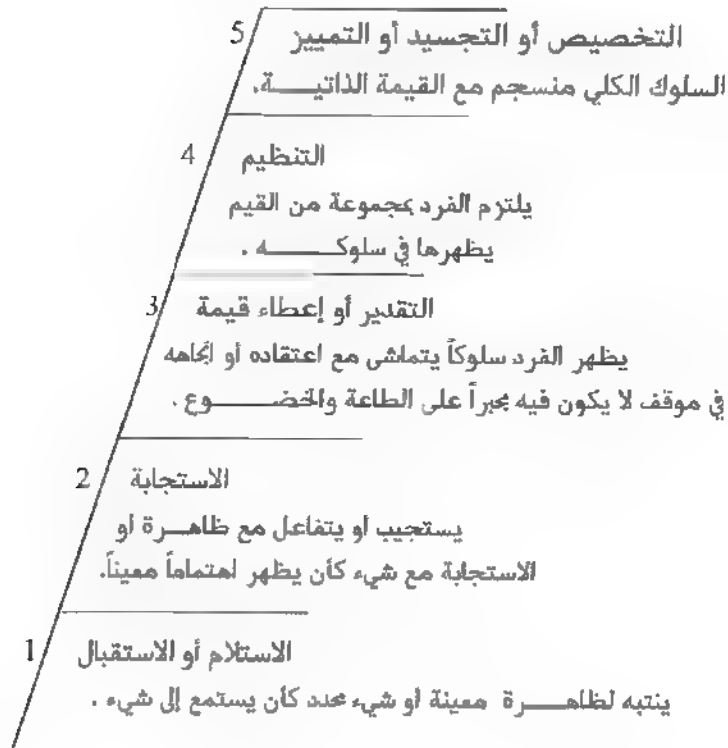 5 التخصيص أو التجسيد أو التمييز
السلوك الكلي منسجم مع القيمة الذاتيـــة.
4 التنظيم
يلتزم الفرد بمجموعة من القيم
يظهرها في سلوكــــــه .
3 التقدير أو إعطاء قيمة
يظهر الفرد سلوكاً يتماشى مع اعتقاده أو اتجاهه
في موقف لا يكون فيه مجبراً على الطاعة والخضـــــوع .
2 الاستجابة
يستجيب أو يتفاعل مع ظاهـــرة أو
الاستجابة مع شيء كأن يظهر اهتماماً معيناً.
1 الاستلام أو الاستقبال
ينتبه لظاهـــــرة معينة أو شيء محدد كأن يستمع إلى شيء .